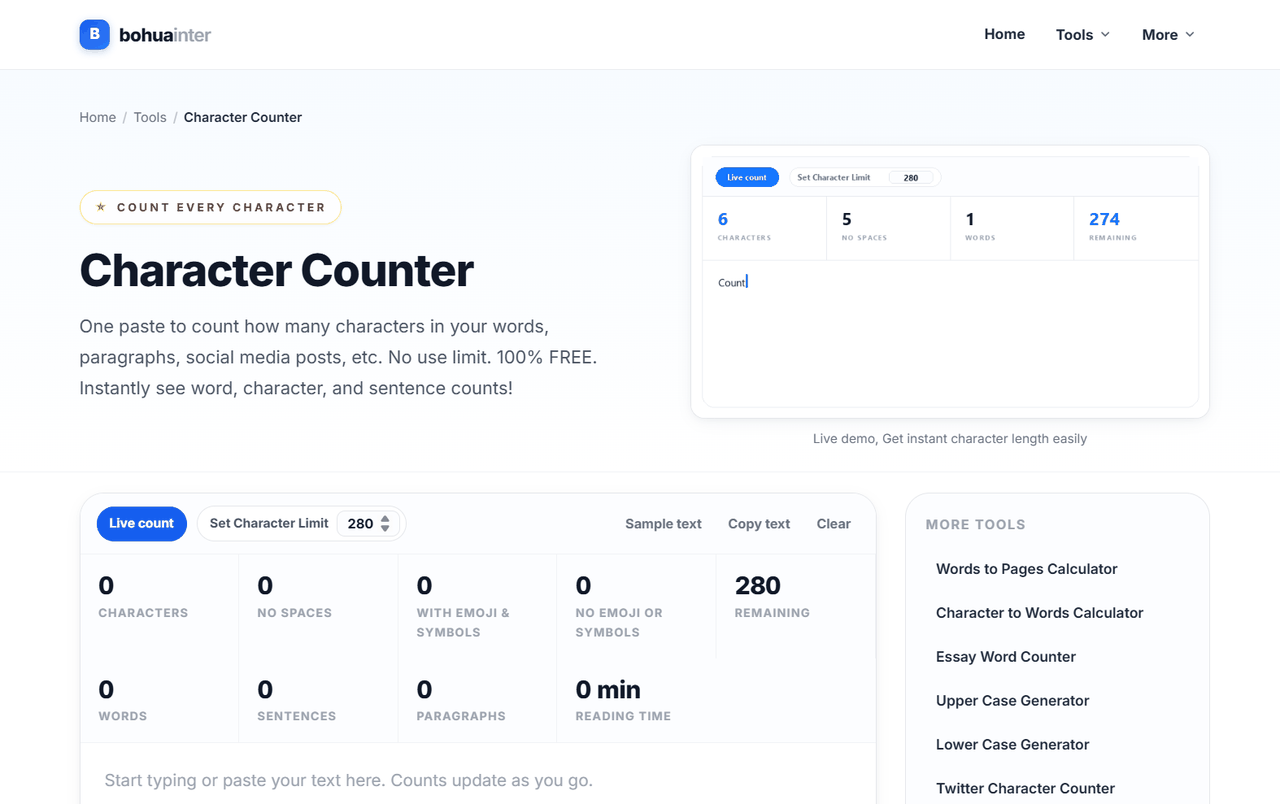 B bohuainter
Home Tools More
Home / Tools / Character Counter
COUNT EVERY CHARACTER
Character Counter
One paste to count how many characters in your words,
paragraphs, social media posts, etc. No use limit. 100% FREE.
Instantly see word, character, and sentence counts!
Live count Set Character Limit 280
6 5 1 274
CHARACTERS NO SPACES WORDS REMAINING
Count
Live demo, Get instant character length easily
Live count Set Character Limit 280 Sample text Copy text Clear
0 0 0 0 280
CHARACTERS NO SPACES WITH EMOJI & NO EMOJI OR REMAINING
SYMBOLS SYMBOLS
0 0 0 0 min
WORDS SENTENCES PARAGRAPHS READING TIME
Start typing or paste your text here. Counts update as you go.
MORE TOOLS
Words to Pages Calculator
Character to Words Calculator
Essay Word Counter
Upper Case Generator
Lower Case Generator
Twitter Character Counter